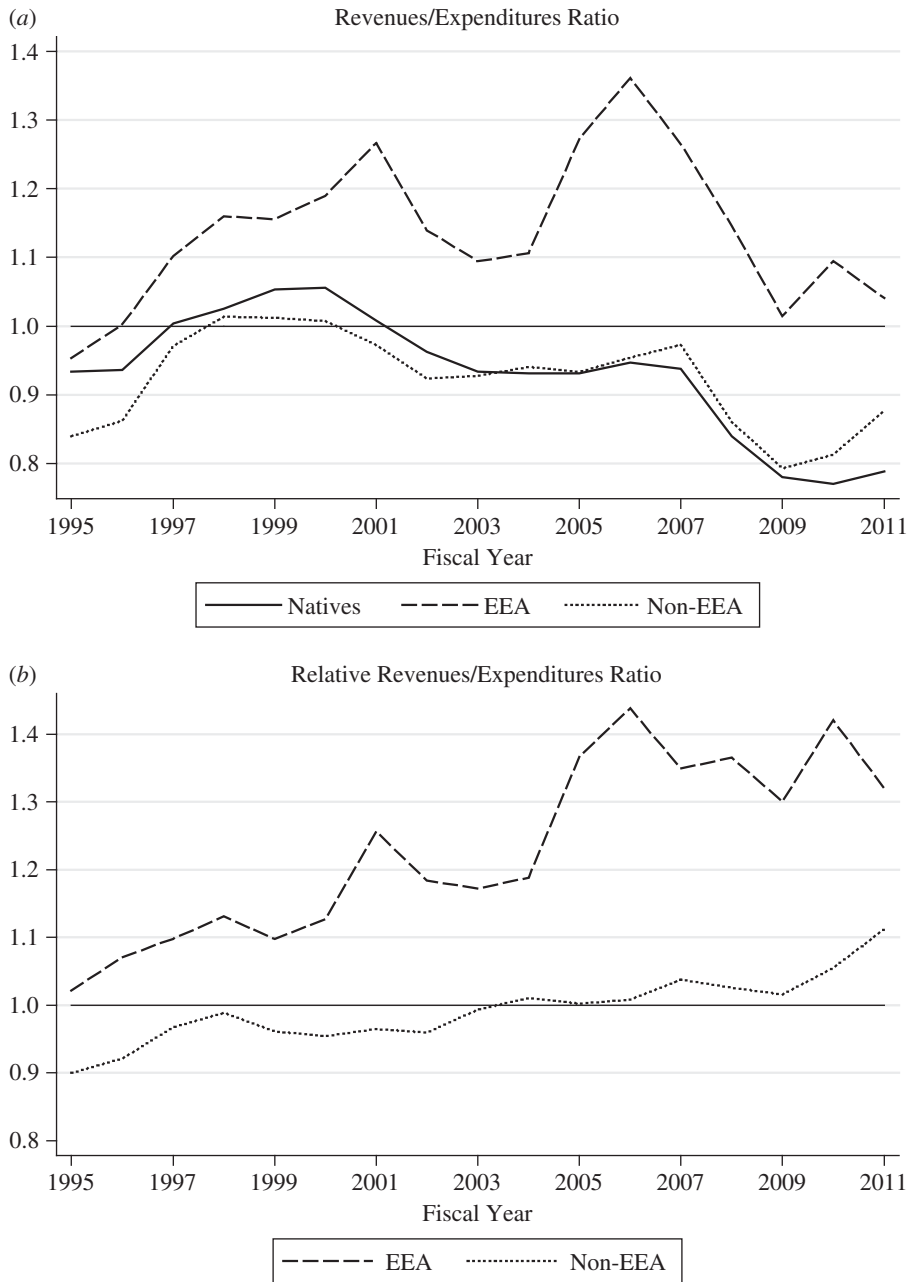 (a) Revenues/Expenditures Ratio
1.4
1.3
1.2
1.1
1.0
0.9
0.8
1995 1997 1999 2001 2003 2005 2007 2009 2011
Fiscal Year
Natives EEA Non-EEA
(b) Relative Revenues/Expenditures Ratio
1.4
1.3
1.2
1.1
1.0
0.9
0.8
1995 1997 1999 2001 2003 2005 2007 2009 2011
Fiscal Year
EEA Non-EEA